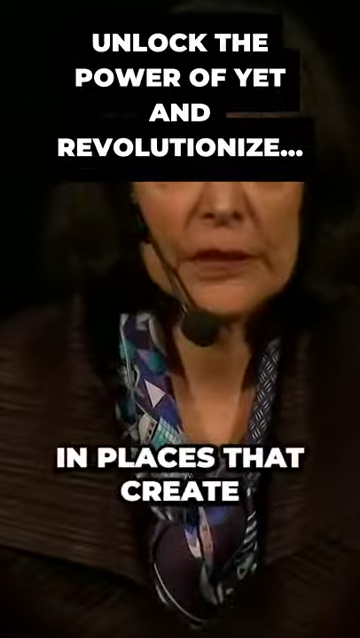 UNLOCK THE
POWER OF YET
AND
REVOLUTIONIZE...
IN PLACES THAT
CREATE